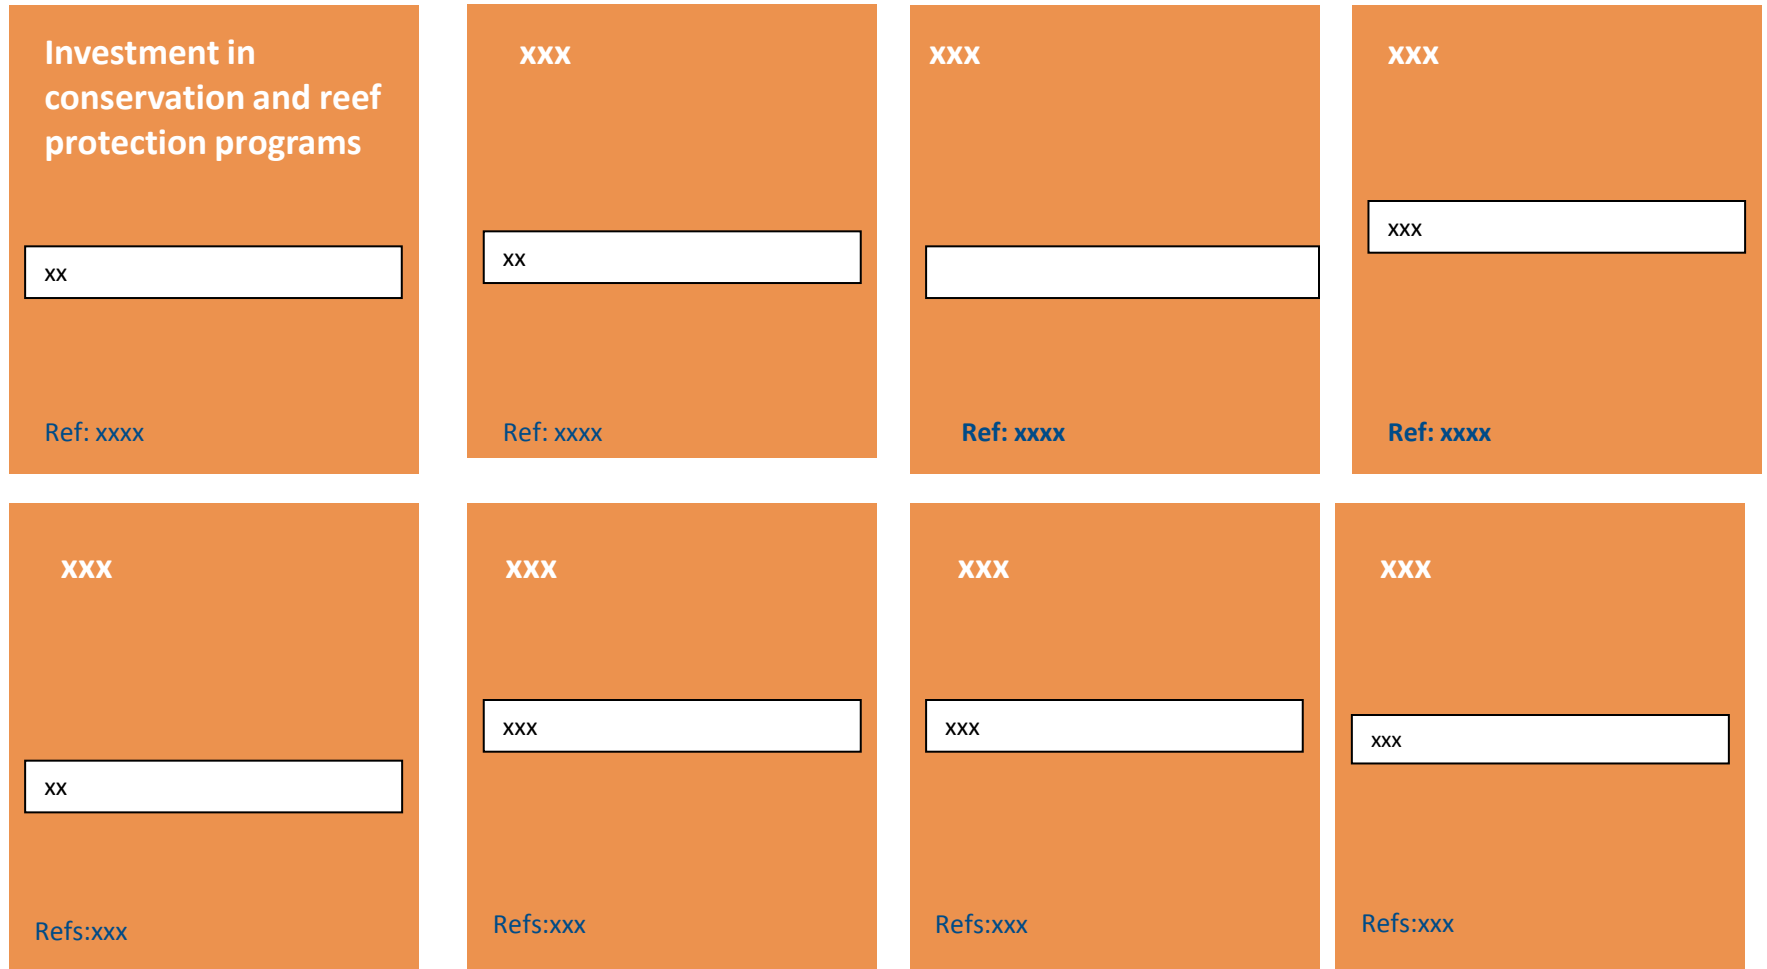 Investment in
conservation and reef
protection programs
xx
Ref: xxxx
xxx
xx
Ref: xxxx
xxx
Ref: xxxx
xxx
xxx
Ref: xxxx
xxx
xx
Refs:xxx
xxx
xxx
Refs:xxx
xxx
xxx
Refs:xxx
xxx
xxx
Refs:xxx